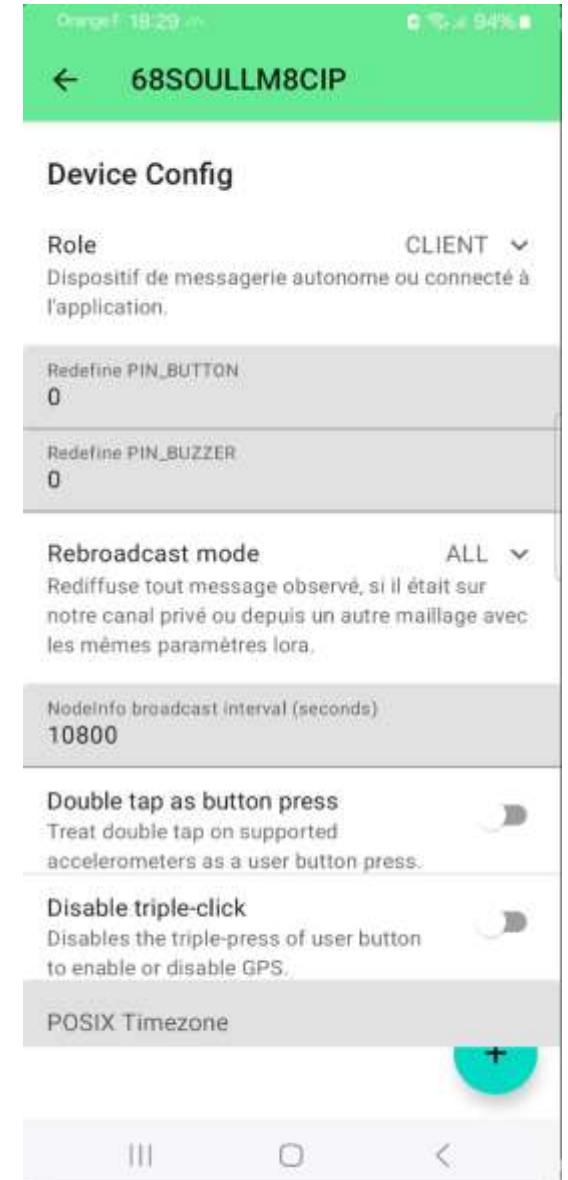 Orange F 18:29
94%
68SOULLM8CIP
Device Config
Role CLIENT
Dispositif de messagerie autonome ou connecté à
l'application.
Redefine PIN_BUTTON
0
Redefine PIN_BUZZER
0
Rebroadcast mode ALL
Rediffuse tout message observé, si il était sur
notre canal privé ou depuis un autre maillage avec
les mêmes paramètres lora.
NodeInfo broadcast interval (seconds)
10800
Double tap as button press
Treat double tap on supported
accelerometers as a user button press.
Disable triple-click
Disables the triple-press of user button
to enable or disable GPS.
POSIX Timezone
+